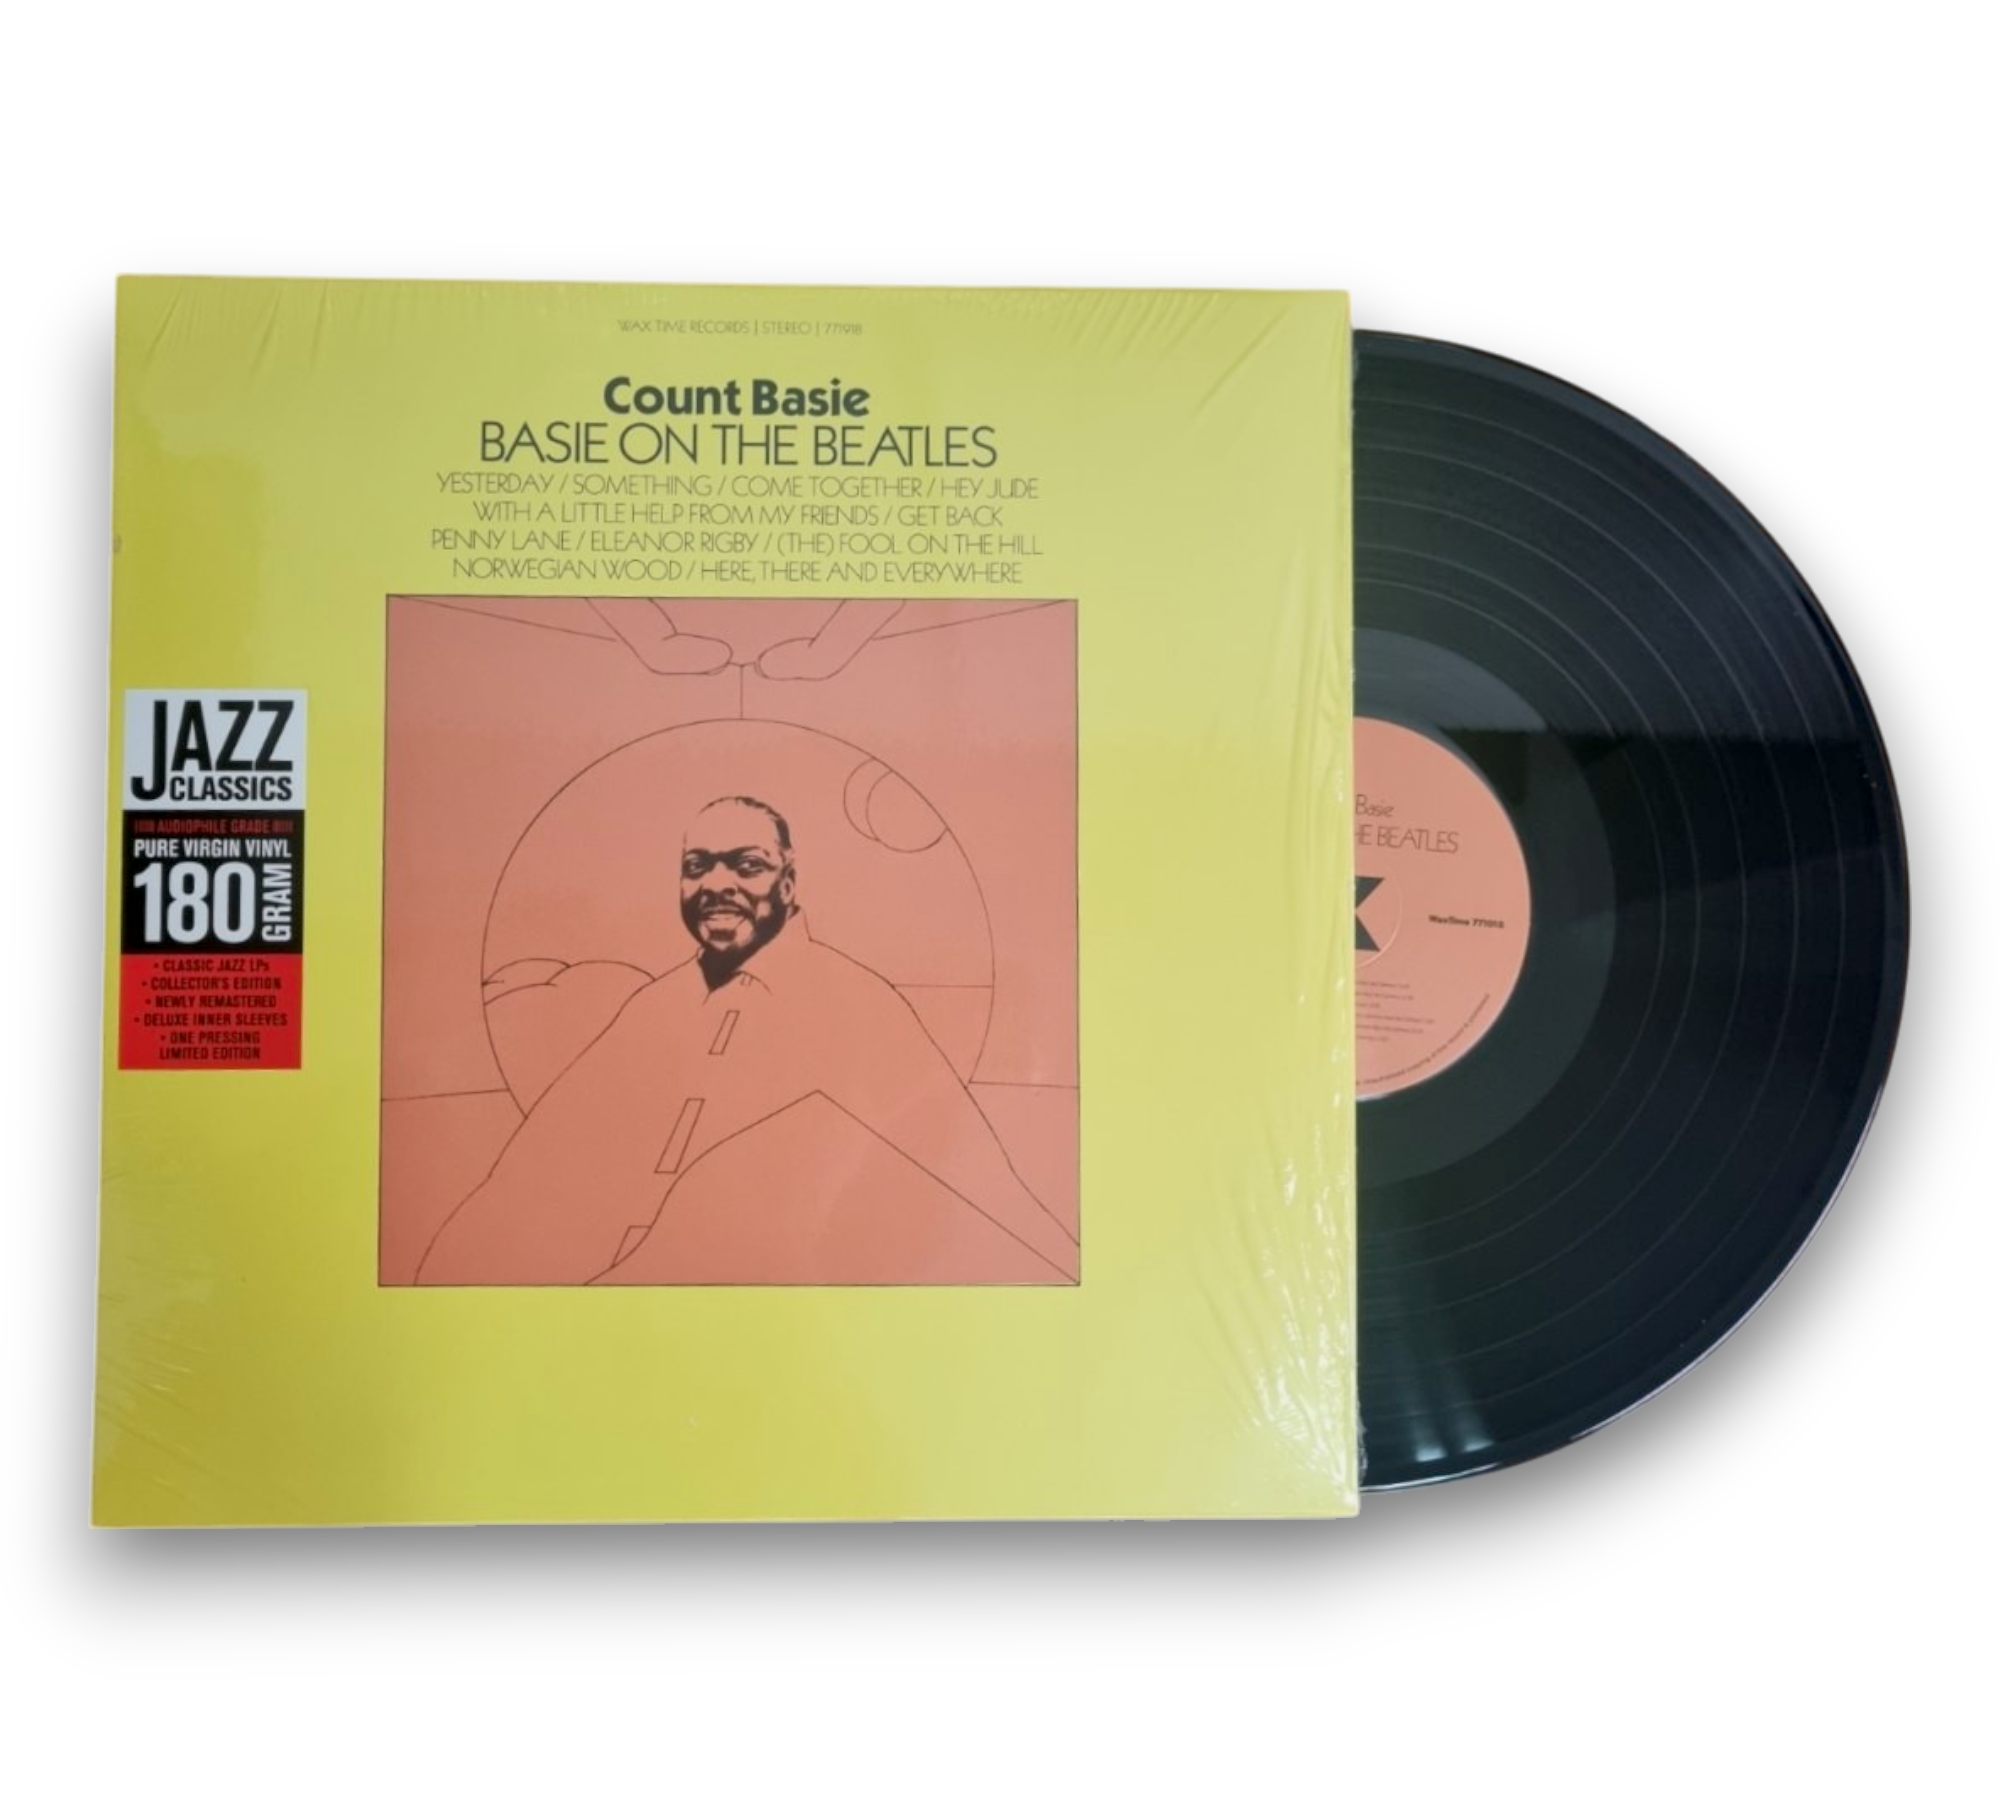 WAX TIME RECORDS | STEREO | 771918
Count Basie
BASIE ON THE BEATLES
YESTERDAY / SOMETHING / COME TOGETHER / HEY JUDE
WITH A LITTLE HELP FROM MY FRIENDS / GET BACK
PENNY LANE / ELEANOR RIGBY / (THE) FOOL ON THE HILL
NORWEGIAN WOOD / HERE, THERE AND EVERYWHERE
JAZZ
CLASSICS
AUDIOPHILE GRADE
PURE VIRGIN VINYL
180 GRAM
• CLASSIC JAZZ LPs
• COLLECTOR'S EDITION
• NEWLY REMASTERED
• DELUXE INNER SLEEVES
• ONE PRESSING
LIMITED EDITION
Basie
HE BEATLES
WaxTime 771918